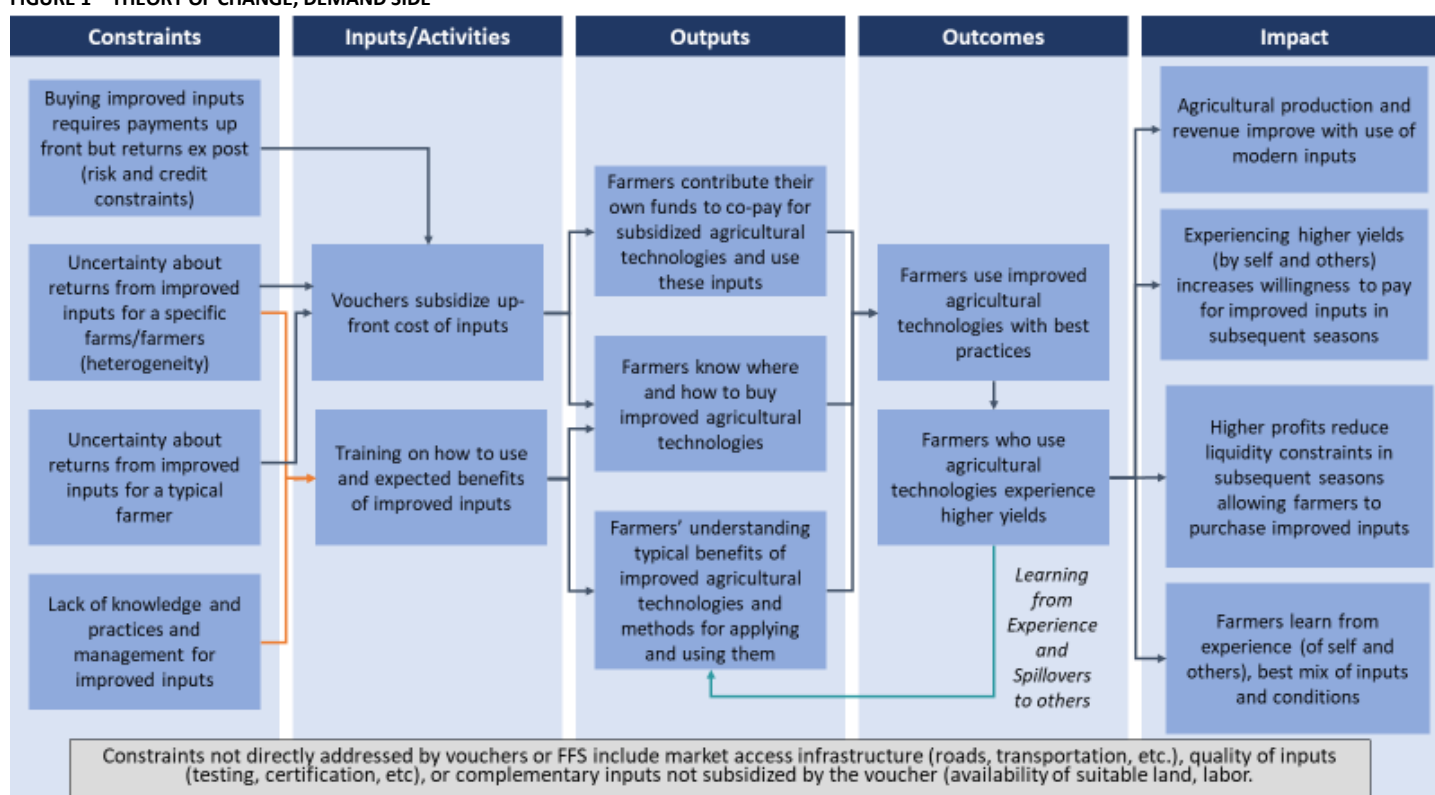 FIGURE 1 – THEORY OF CHANGE, DEMAND SIDE
Constraints
Inputs/Activities
Outputs
Outcomes
Impact
Buying improved inputs
requires payments up
front but returns ex post
(risk and credit
constraints)
Uncertainty about
returns from improved
inputs for a specific
farms/farmers
(heterogeneity)
Uncertainty about
returns from improved
inputs for a typical
farmer
Lack of knowledge and
practices and
management for
improved inputs
Vouchers subsidize up-
front cost of inputs
Training on how to use
and expected benefits
of improved inputs
Farmers contribute their
own funds to co-pay for
subsidized agricultural
technologies and use
these inputs
Farmers know where
and how to buy
improved agricultural
technologies
Farmers' understanding
typical benefits of
improved agricultural
technologies and
methods for applying
and using them
Farmers use improved
agricultural
technologies with best
practices
Farmers who use
agricultural
technologies experience
higher yields
Learning
from
Experience
and
Spillovers
to others
Agricultural production and
revenue improve with use of
modern inputs
Experiencing higher yields
(by self and others)
increases willingness to pay
for improved inputs in
subsequent seasons
Higher profits reduce
liquidity constraints in
subsequent seasons
allowing farmers to
purchase improved inputs
Farmers learn from
experience (of self and
others), best mix of inputs
and conditions
Constraints not directly addressed by vouchers or FFS include market access infrastructure (roads, transportation, etc.), quality of inputs
(testing, certification, etc), or complementary inputs not subsidized by the voucher (availability of suitable land, labor.